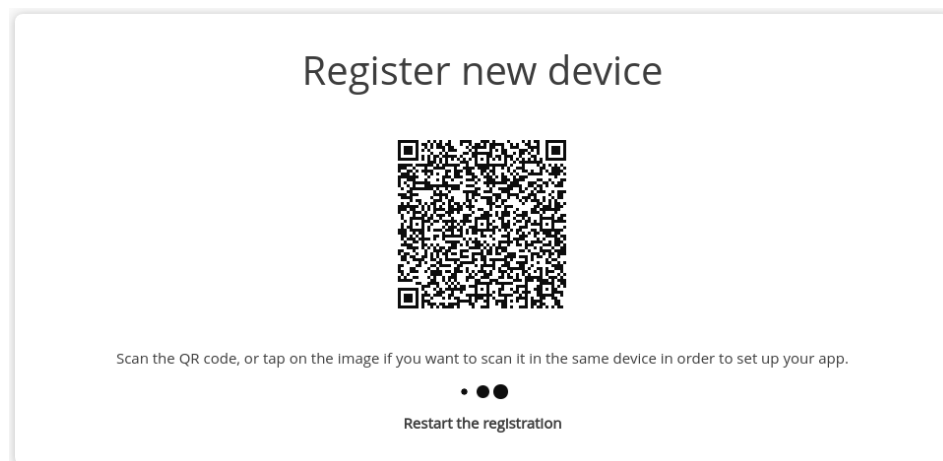 Register new device
Scan the QR code, or tap on the image if you want to scan it in the same device in order to set up your app.
Restart the registration